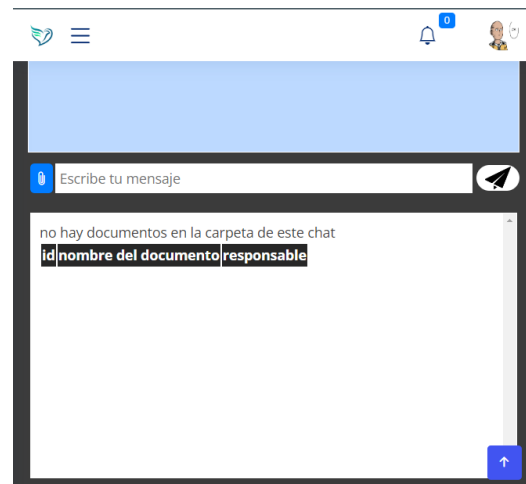 0
Escribe tu mensaje
no hay documentos en la carpeta de este chat
id nombre del documento responsable